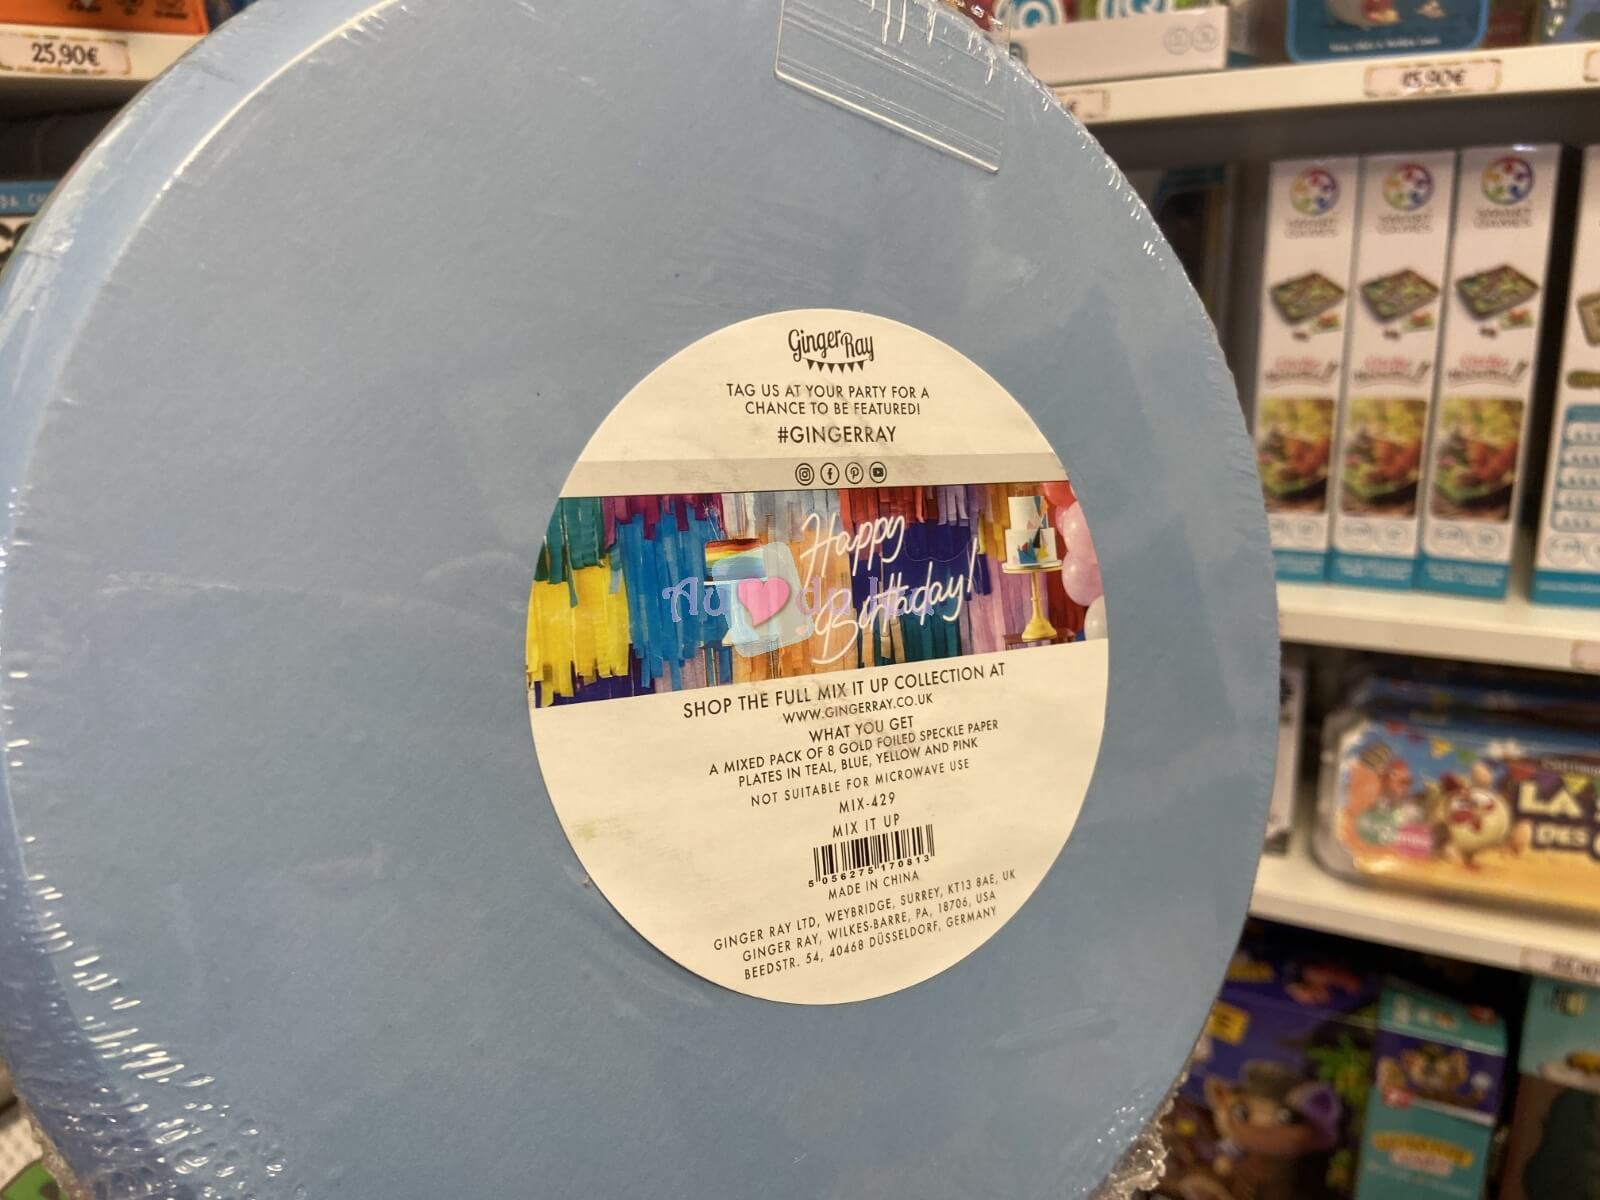 25,90€
15,90€
Ginger Ray
TAG US AT YOUR PARTY FOR A
CHANCE TO BE FEATURED!
#GINGERRAY
Happy
Birthday!
SHOP THE FULL MIX IT UP COLLECTION AT
WWW.GINGERRAY.CO.UK
WHAT YOU GET
A MIXED PACK OF 8 GOLD FOILED SPECKLE PAPER
PLATES IN TEAL, BLUE, YELLOW AND PINK
NOT SUITABLE FOR MICROWAVE USE
MIX-429
MIX IT UP
5 056275 170813
MADE IN CHINA
GINGER RAY LTD, WEYBRIDGE, SURREY, KT13 8AE, UK
GINGER RAY, WILKES-BARRE, PA, 18706, USA
BEEDSTR. 54, 40468 DÜSSELDORF, GERMANY
LA
DES